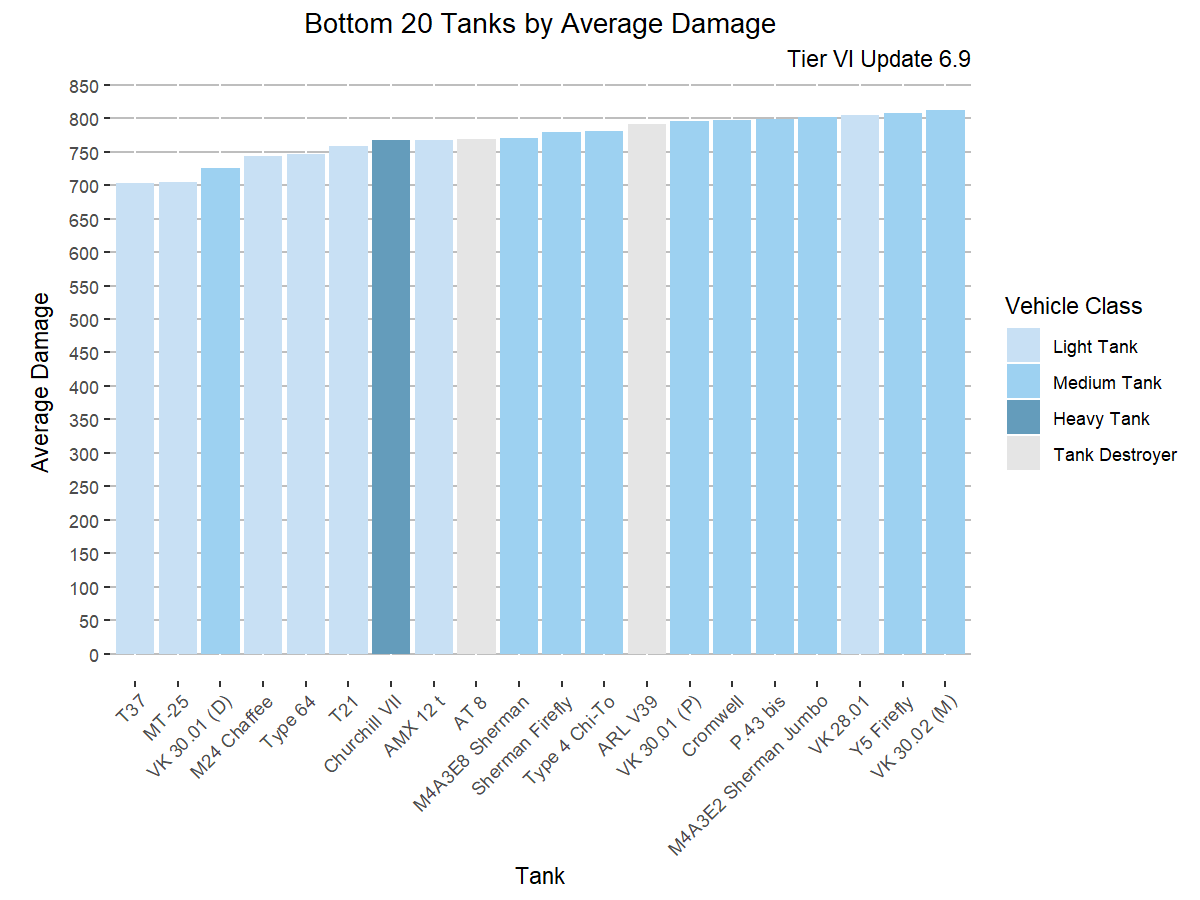 Bottom 20 Tanks by Average Damage
Tier VI Update 6.9
Average Damage
850
800
750
700
650
600
550
500
450
400
350
300
250
200
150
100
50
0
T37
MT-25
VK 30.01 (D)
M24 Chaffee
Type 64
T21
Churchill VII
AMX 12 t
AT 8
M4A3E8 Sherman
Sherman Firefly
Type 4 Chi-To
ARL V39
VK 30.01 (P)
Cromwell
P.43 bis
M4A3E2 Sherman Jumbo
VK 28.01
Y5 Firefly
VK 30.02 (M)
Tank
Vehicle Class
Light Tank
Medium Tank
Heavy Tank
Tank Destroyer